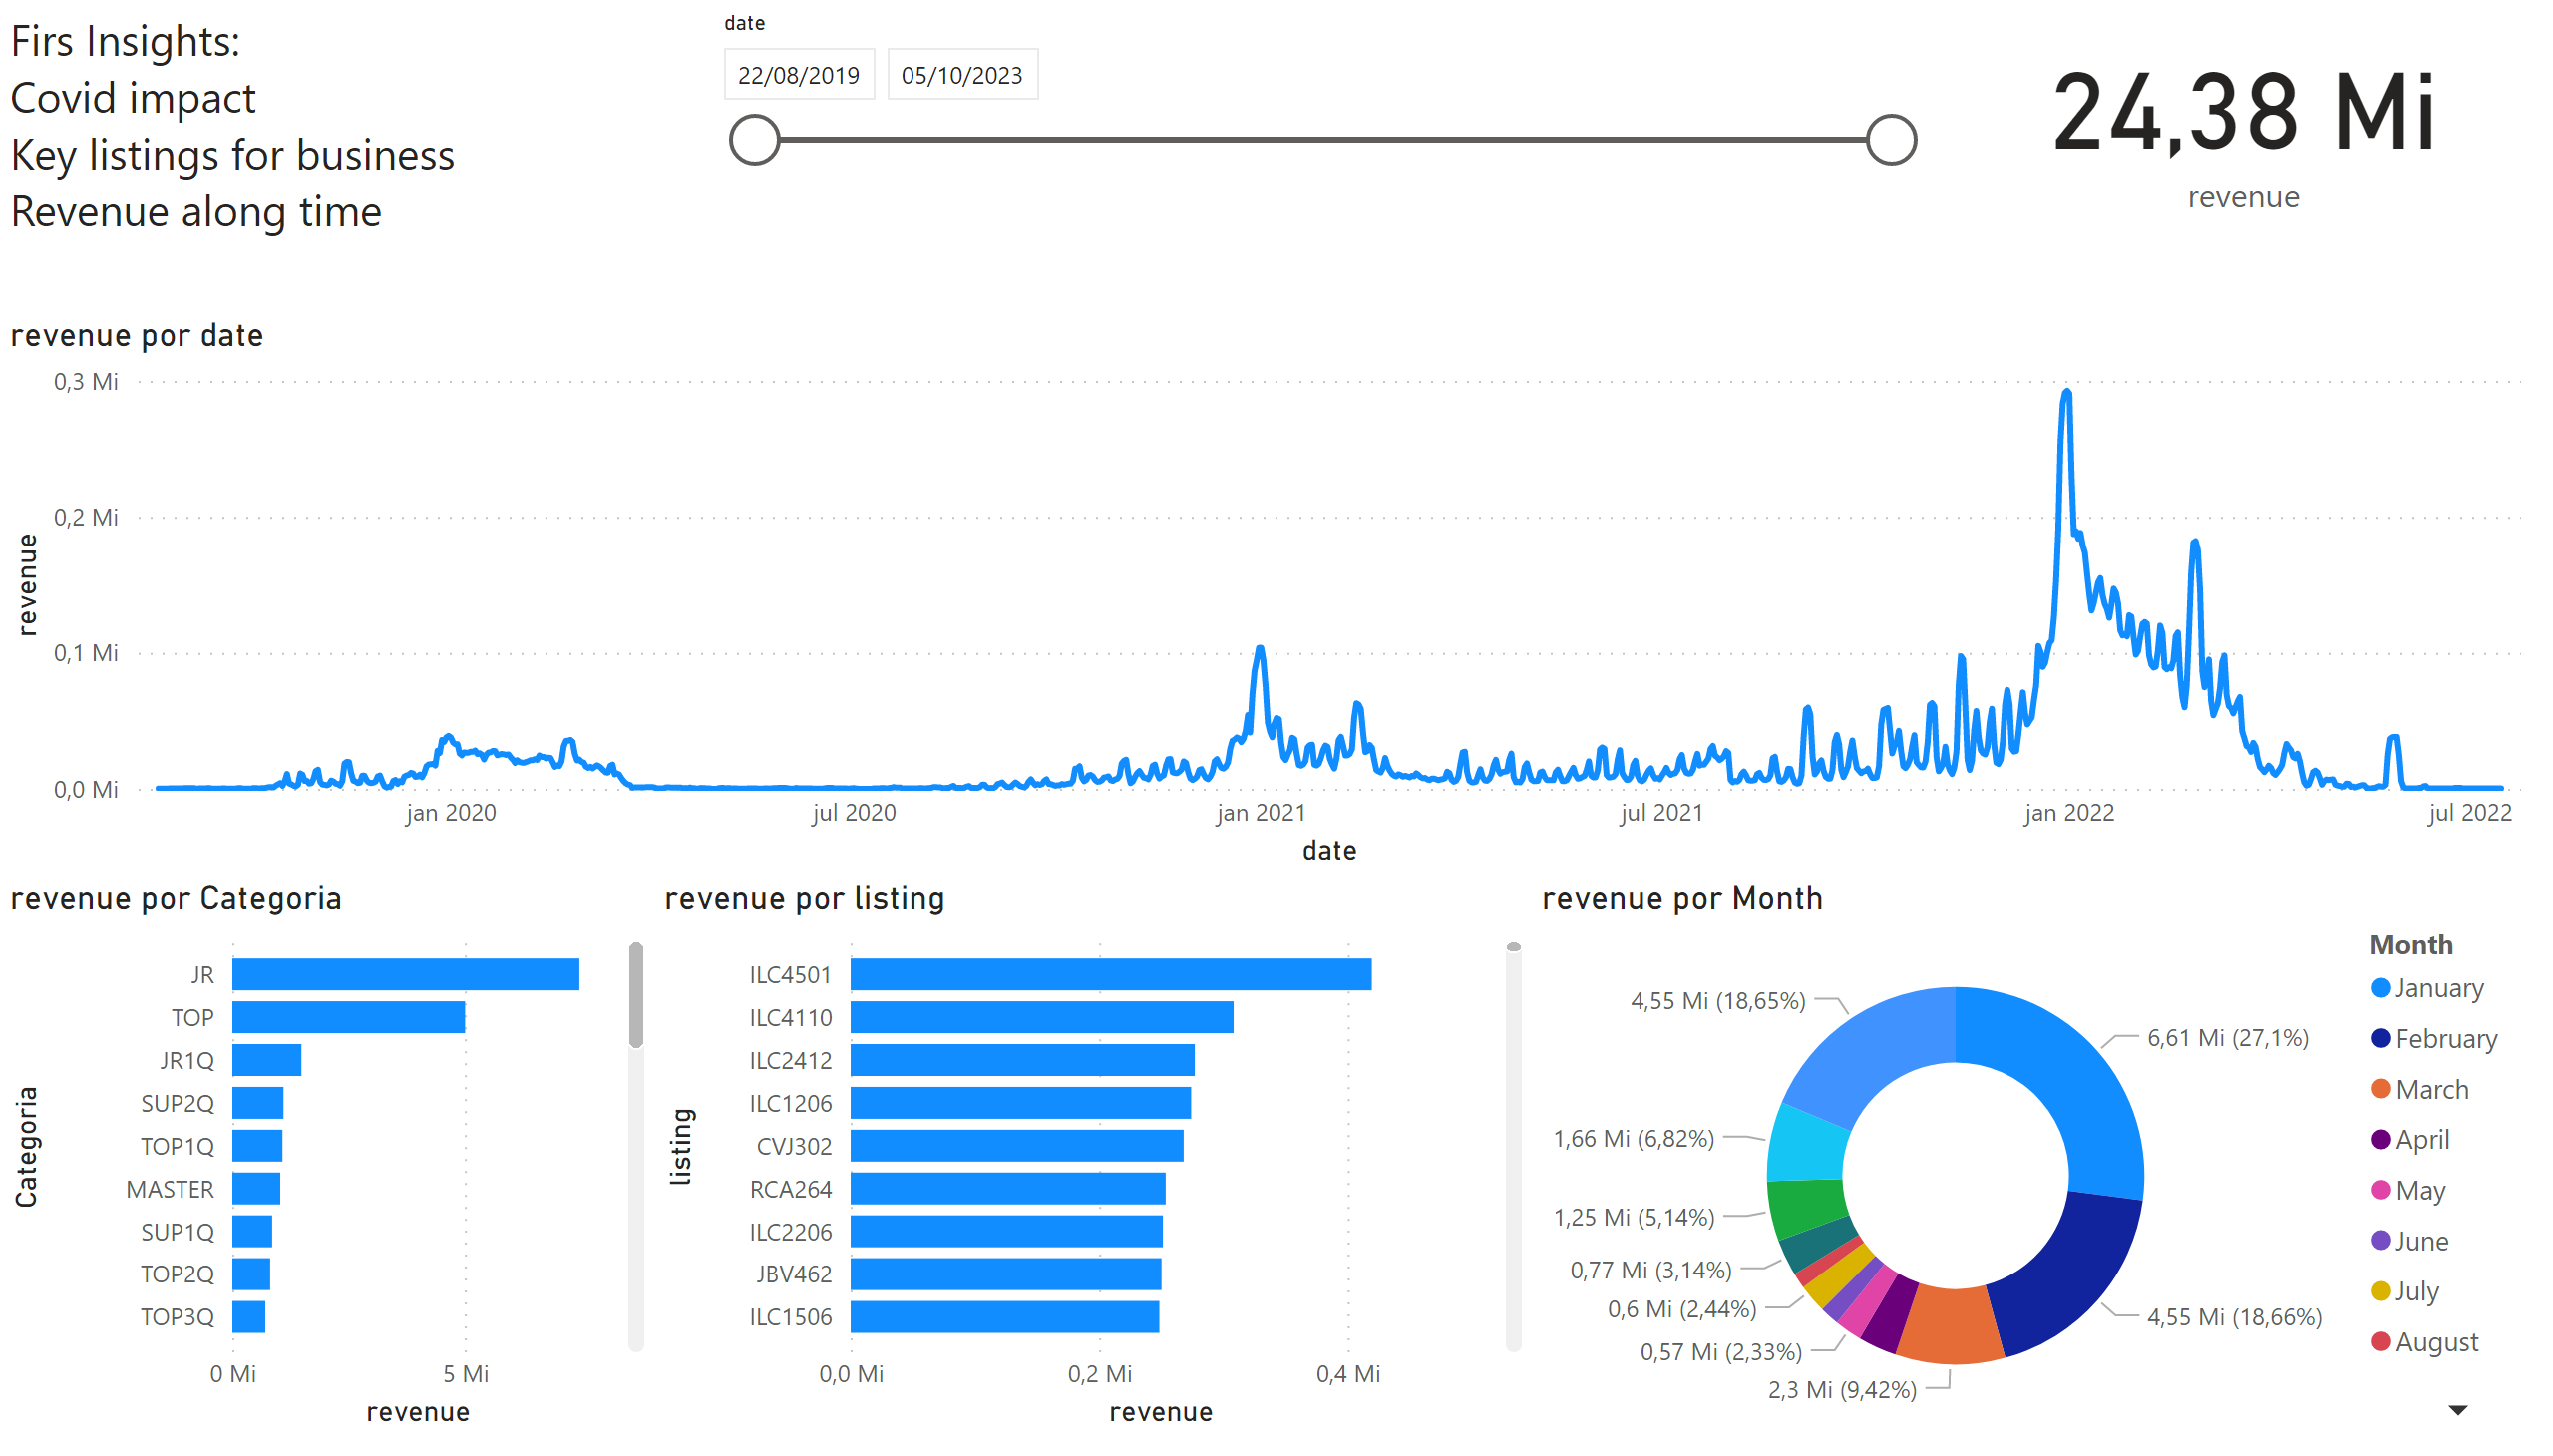 Firs Insights:
Covid impact
Key listings for business
Revenue along time
date
22/08/2019
05/10/2023
24,38 Mi
revenue
revenue por date
0,3 Mi
0,2 Mi
0,1 Mi
0,0 Mi
revenue
jan 2020
jul 2020
jan 2021
jul 2021
jan 2022
jul 2022
date
revenue por Categoria
Categoria
JR
TOP
JR1Q
SUP2Q
TOP1Q
MASTER
SUP1Q
TOP2Q
TOP3Q
0 Mi
5 Mi
revenue
revenue por listing
listing
ILC4501
ILC4110
ILC2412
ILC1206
CVJ302
RCA264
ILC2206
JBV462
ILC1506
0,0 Mi
0,2 Mi
0,4 Mi
revenue
revenue por Month
4,55 Mi (18,65%)
6,61 Mi (27,1%)
1,66 Mi (6,82%)
1,25 Mi (5,14%)
0,77 Mi (3,14%)
0,6 Mi (2,44%)
0,57 Mi (2,33%)
2,3 Mi (9,42%)
4,55 Mi (18,66%)
Month
January
February
March
April
May
June
July
August